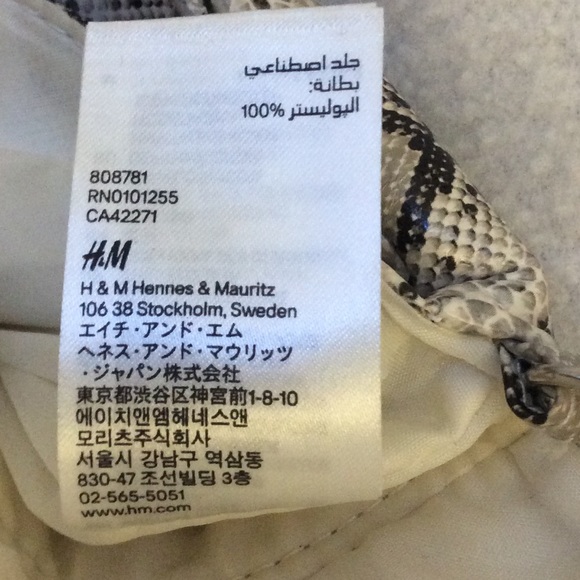 جلد اصطناعي
بطانة:
البوليستر 100%
808781
RN0101255
CA42271
H&M
H & M Hennes & Mauritz
106 38 Stockholm, Sweden
エイチ・アンド・エム
ヘネス・アンド・マウリッツ
・ジャパン株式会社
東京都渋谷区神宮前1-8-10
에이치앤엠헤네스앤
모리츠주식회사
서울시 강남구 역삼동
830-47 조선빌딩 3층
02-565-5051
www.hm.com